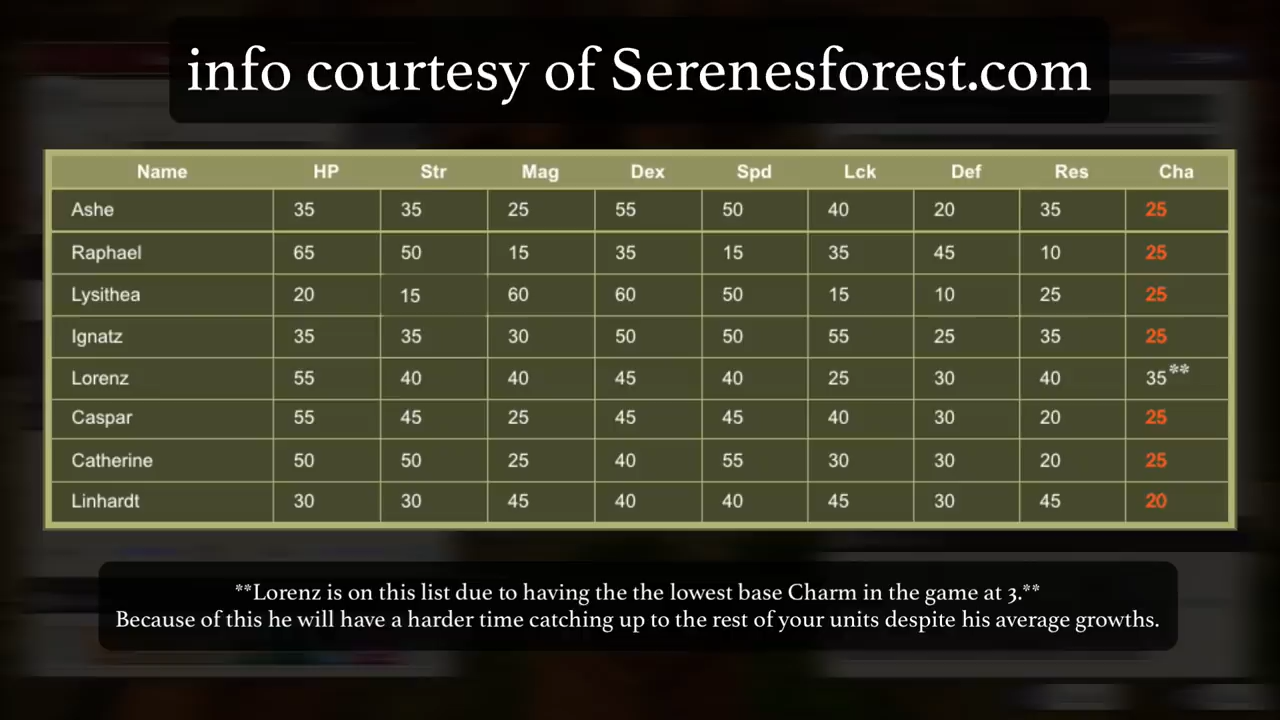 info courtesy of Serenesforest.com
Name HP Str Mag Dex Spd Lck Def Res Cha
Ashe 35 35 25 55 50 40 20 35 25
Raphael 65 50 15 35 15 35 45 10 25
Lysithea 20 15 60 60 50 15 10 25 25
Ignatz 35 35 30 50 50 55 25 35 25
Lorenz 55 40 40 45 40 25 30 40 35**
Caspar 55 45 25 45 45 40 30 20 25
Catherine 50 50 25 40 55 30 30 20 25
Linhardt 30 30 45 40 40 45 30 45 20
**Lorenz is on this list due to having the the lowest base Charm in the game at 3.**
Because of this he will have a harder time catching up to the rest of your units despite his average growths.